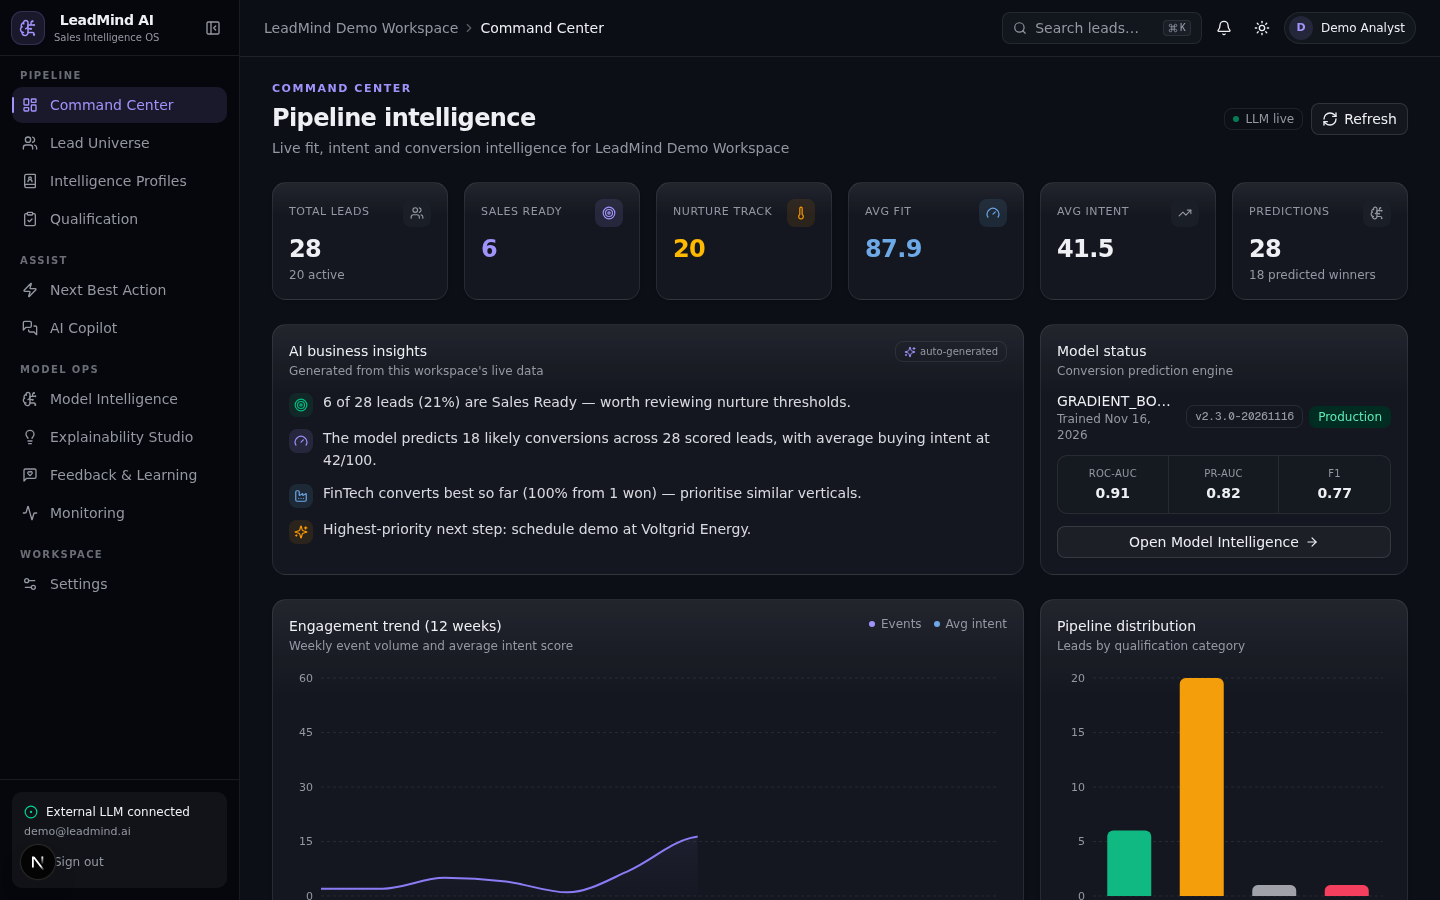 LeadMind AI
Sales Intelligence OS
PIPELINE
Command Center
Lead Universe
Intelligence Profiles
Qualification
ASSIST
Next Best Action
AI Copilot
MODEL OPS
Model Intelligence
Explainability Studio
Feedback & Learning
Monitoring
WORKSPACE
Settings
External LLM connected
demo@leadmind.ai
N
Sign out
LeadMind Demo Workspace > Command Center
Search leads... ⌘K
D Demo Analyst
COMMAND CENTER
Pipeline intelligence
Live fit, intent and conversion intelligence for LeadMind Demo Workspace
LLM live
Refresh
TOTAL LEADS
28
20 active
SALES READY
6
NURTURE TRACK
20
AVG FIT
87.9
AVG INTENT
41.5
PREDICTIONS
28
18 predicted winners
AI business insights
auto-generated
Generated from this workspace's live data
6 of 28 leads (21%) are Sales Ready — worth reviewing nurture thresholds.
The model predicts 18 likely conversions across 28 scored leads, with average buying intent at
42/100.
FinTech converts best so far (100% from 1 won) — prioritise similar verticals.
Highest-priority next step: schedule demo at Voltgrid Energy.
Model status
Conversion prediction engine
GRADIENT_BO...
Trained Nov 16,
2026
v2.3.0-20261116
Production
ROC-AUC
0.91
PR-AUC
0.82
F1
0.77
Open Model Intelligence →
Engagement trend (12 weeks)
Weekly event volume and average intent score
Events
Avg intent
60
45
30
15
0
Pipeline distribution
Leads by qualification category
20
15
10
5
0